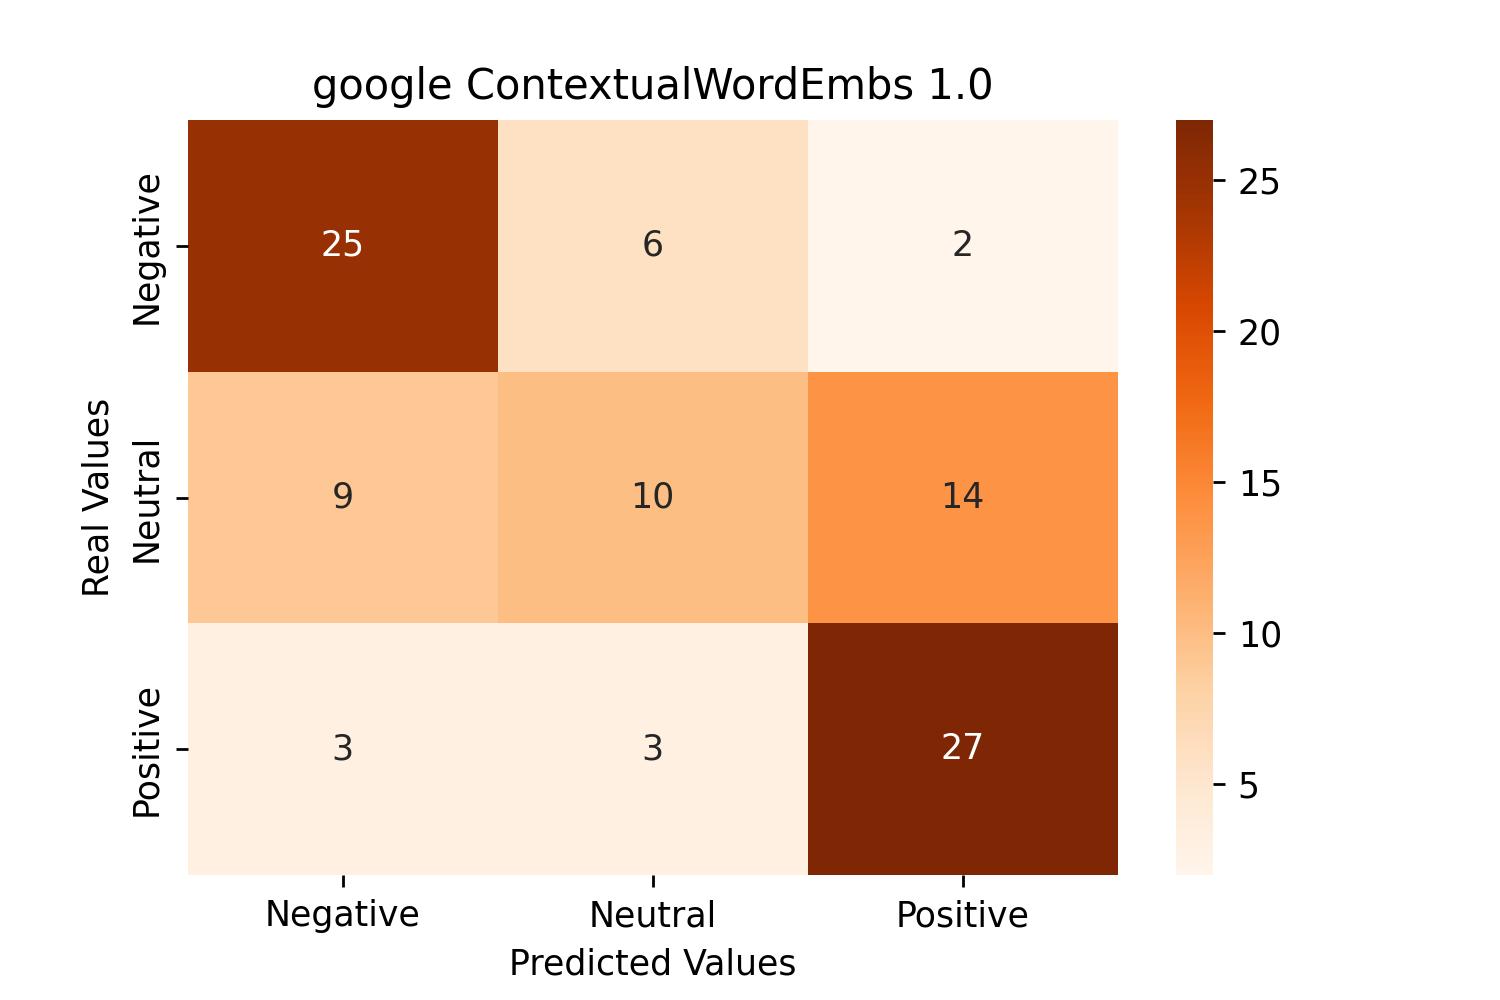 google ContextualWordEmbs 1.0
Real Values
Negative
25 6 2
Neutral
9 10 14
Positive
3 3 27
Negative Neutral Positive
Predicted Values
25
20
15
10
5